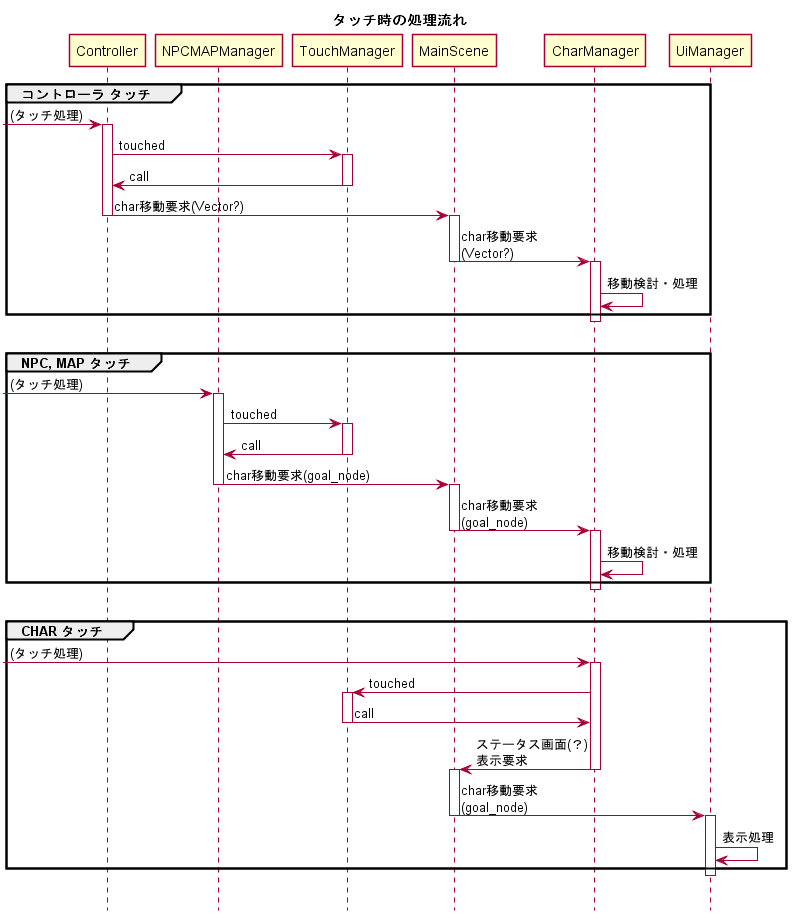 タッチ時の処理流れ
Controller
NPCMAPManager
TouchManager
MainScene
CharManager
UiManager
コントローラ タッチ
(タッチ処理)
touched
call
char移動要求(Vector?)
char移動要求
(Vector?)
移動検討・処理
NPC, MAP タッチ
(タッチ処理)
touched
call
char移動要求(goal_node)
char移動要求
(goal_node)
移動検討・処理
CHAR タッチ
(タッチ処理)
touched
call
ステータス画面(？)
表示要求
char移動要求
(goal_node)
表示処理